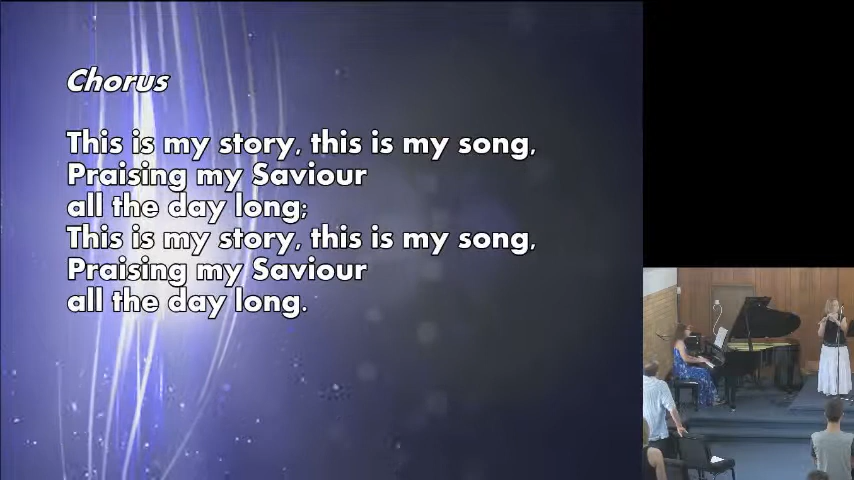 Chorus
This is my story, this is my song,
Praising my Saviour
all the day long;
This is my story, this is my song,
Praising my Saviour
all the day long.